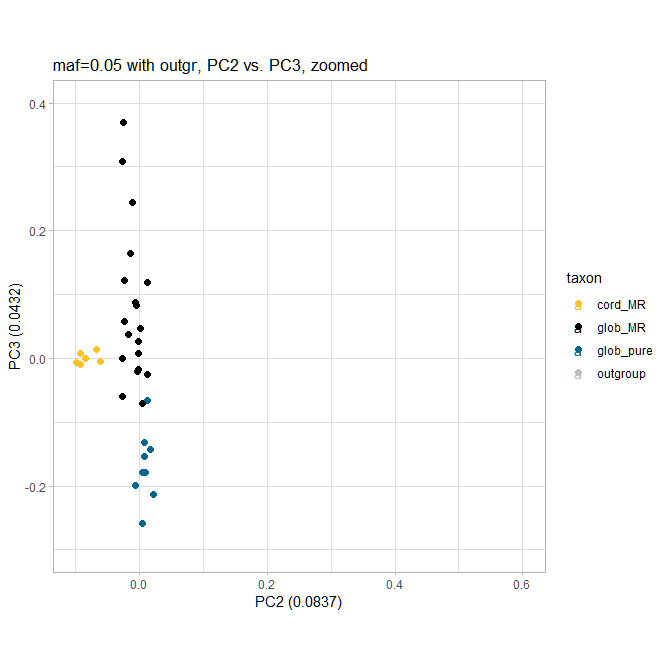 maf=0.05 with outgr, PC2 vs. PC3, zoomed
0.4
0.2
0.0
-0.2
PC3 (0.0432)
0.0 0.2 0.4 0.6
PC2 (0.0837)
taxon
a cord_MR
a glob_MR
a glob_pure
a outgroup